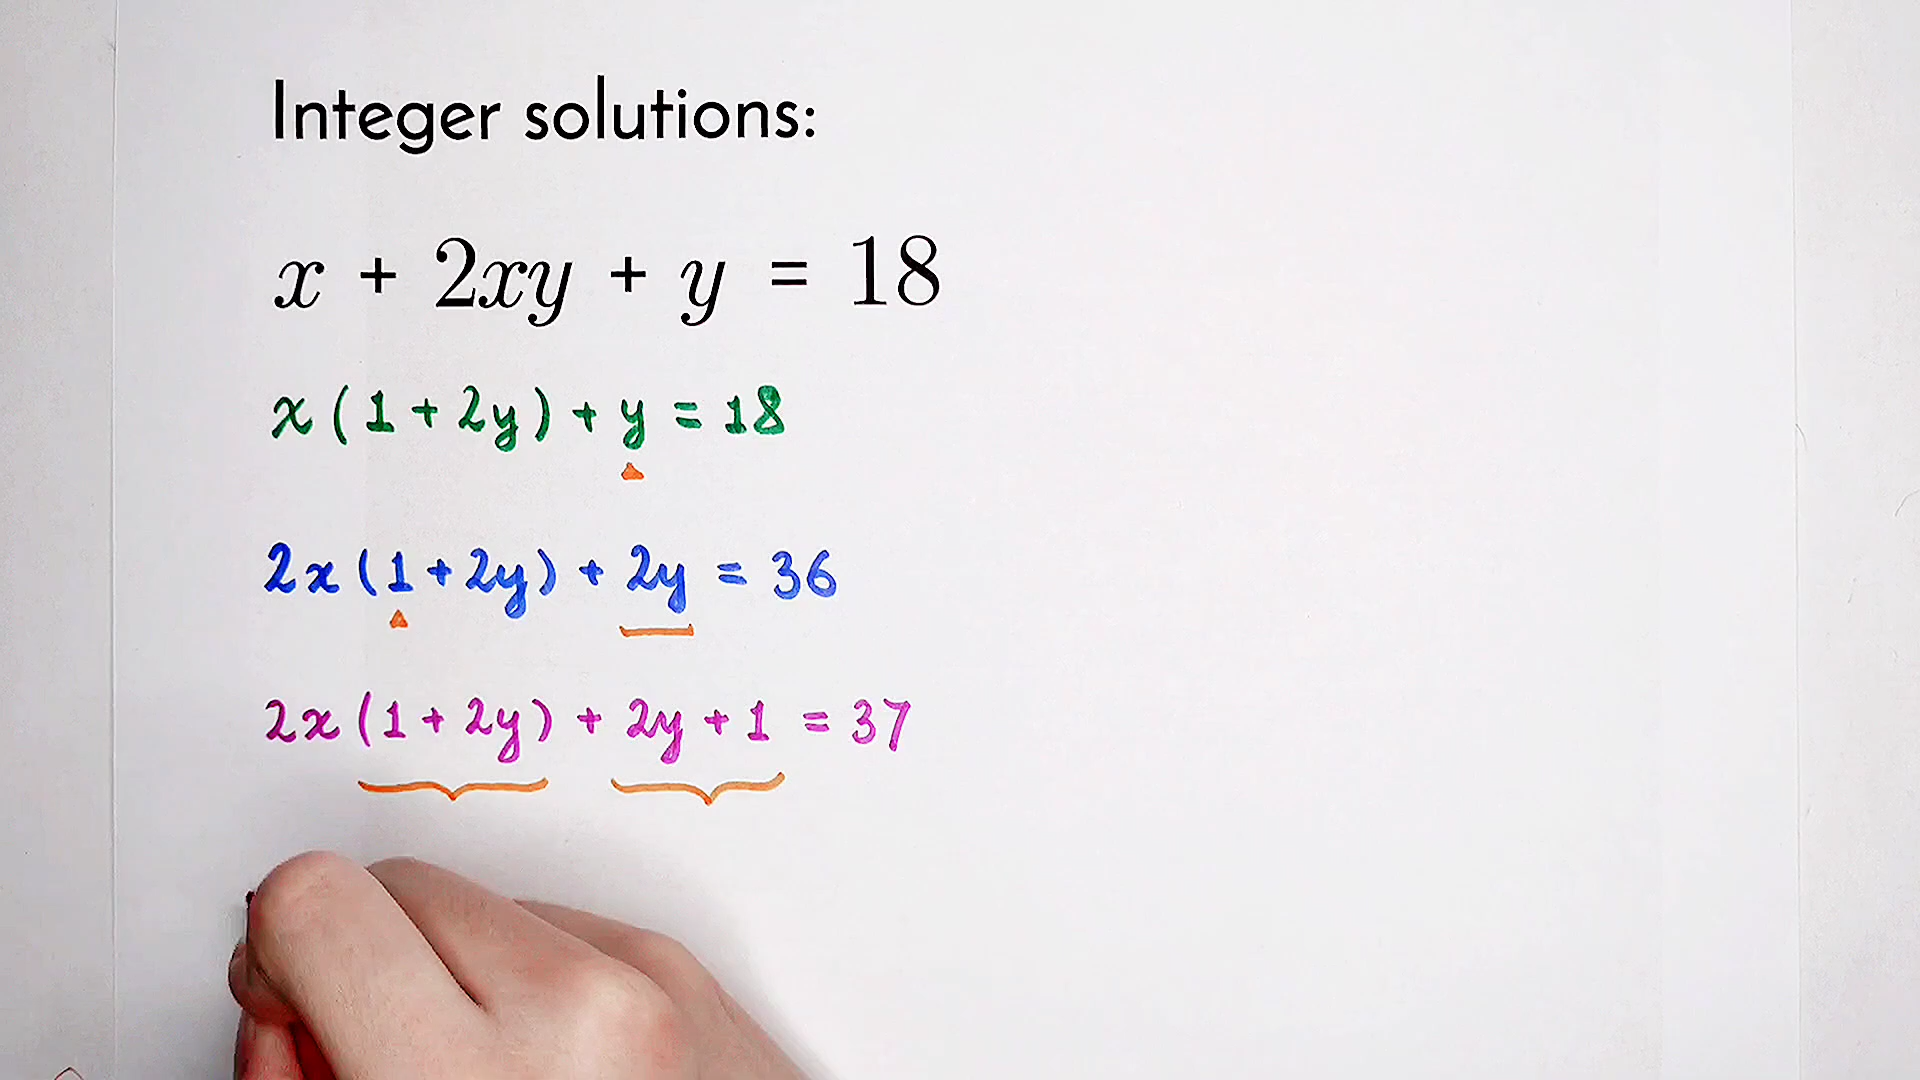 Integer solutions:
x + 2xy + y = 18
x(1+2y)+y=18
2x(1+2y)+2y=36
2x(1+2y)+2y+1=37